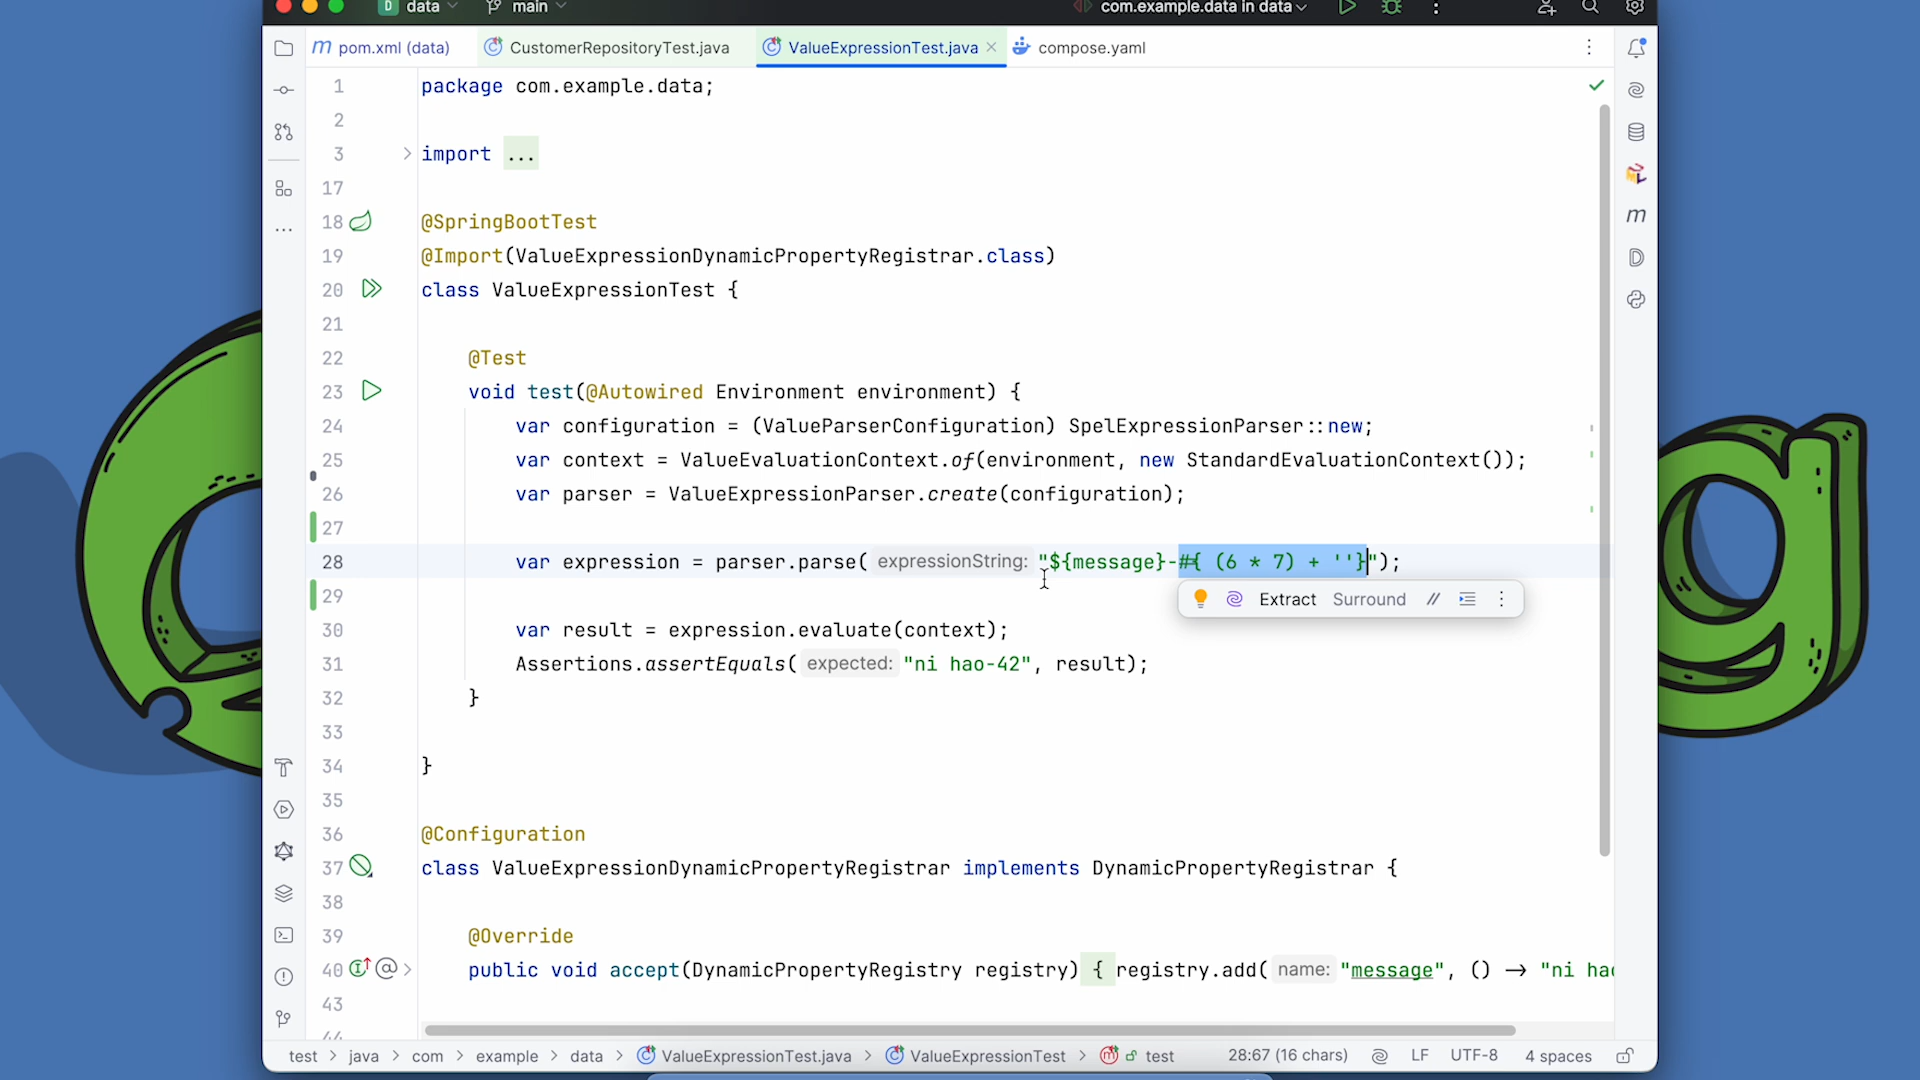 D data main com.example.data in data
m pom.xml (data) CustomerRepositoryTest.java ValueExpressionTest.java compose.yaml
1 package com.example.data;
2
3 import ...
17
18 @SpringBootTest
19 @Import(ValueExpressionDynamicPropertyRegistrar.class)
20 class ValueExpressionTest {
21
22 @Test
23 void test(@Autowired Environment environment) {
24 var configuration = (ValueParserConfiguration) SpelExpressionParser::new;
25 var context = ValueEvaluationContext.of(environment, new StandardEvaluationContext());
26 var parser = ValueExpressionParser.create(configuration);
27
28 var expression = parser.parse( expressionString: "${message}-#{ (6 * 7) + ''}");
Extract Surround //
29
30 var result = expression.evaluate(context);
31 Assertions.assertEquals( expected: "ni hao-42", result);
32 }
33
34 }
35
36 @Configuration
37 class ValueExpressionDynamicPropertyRegistrar implements DynamicPropertyRegistrar {
38
39 @Override
40 public void accept(DynamicPropertyRegistry registry) { registry.add( name: "message", () → "ni hao
43
44
test > java > com > example > data > ValueExpressionTest.java > ValueExpressionTest > test 28:67 (16 chars) LF UTF-8 4 spaces